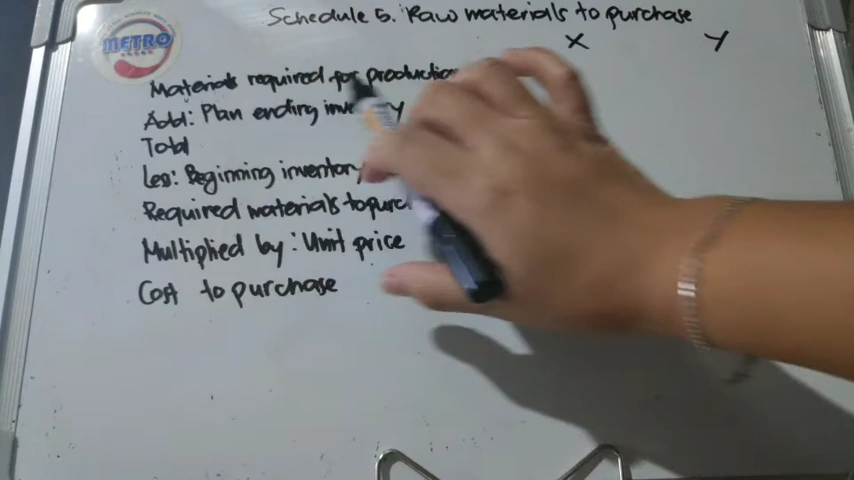 Schedule 5. Raw materials to purchase
X Y
METRO
Materials required for production
Add: Plan ending inventory
Total
Less: Beginning inventory
Required materials to
Multiplied by: Unit price
Cost to purchase